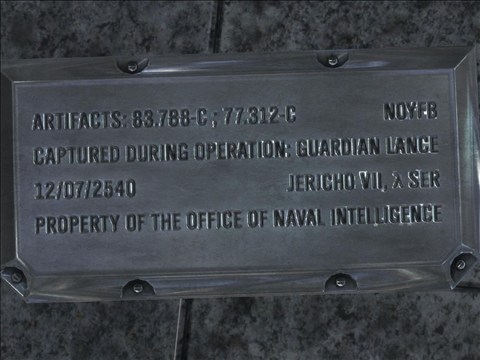 ARTIFACTS: 83.788-C ; 77.312-C NOYFB
CAPTURED DURING OPERATION: GUARDIAN LANCE
12/07/2540 JERICHO VII, λ SER
PROPERTY OF THE OFFICE OF NAVAL INTELLIGENCE